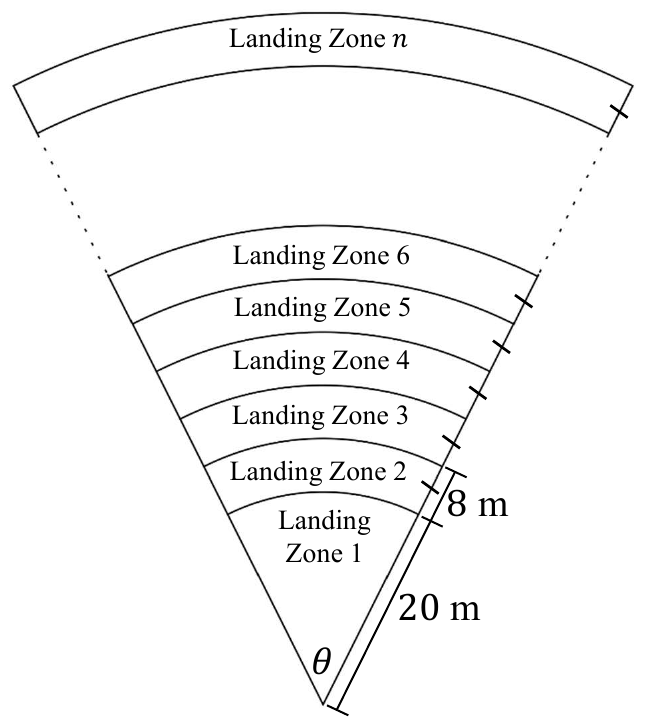 Landing Zone n
Landing Zone 6
Landing Zone 5
Landing Zone 4
Landing Zone 3
Landing Zone 2
8 m
Landing
Zone 1
20 m
θ